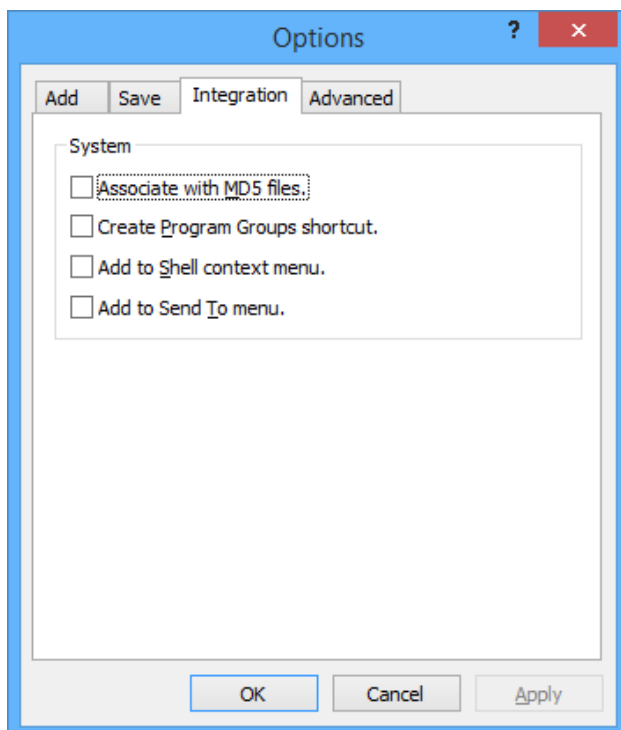 Options
?
Add Save Integration Advanced
System
Associate with MD5 files.
Create Program Groups shortcut.
Add to Shell context menu.
Add to Send To menu.
OK Cancel Apply